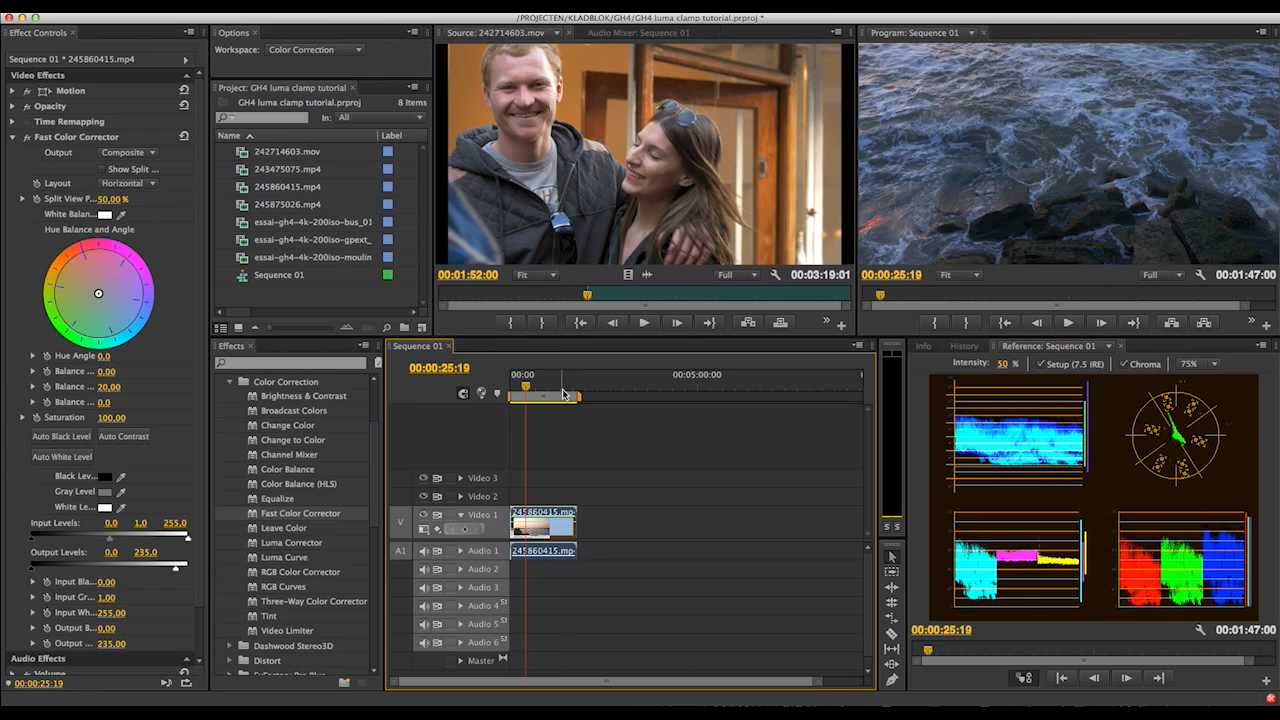 /PROJECTEN/KLADBLOK/GH4/GH4 luma clamp tutorial.prproj *
Effect Controls
Sequence 01 * 245860415.mp4
Video Effects
fx Motion
fx Opacity
Time Remapping
fx Fast Color Corrector
Output Composite
Show Split ...
Layout Horizontal
Split View P... 50,00 %
White Balan...
Hue Balance and Angle
Hue Angle 0,0
Balance ... 0,00
Balance ... 20,00
Balance ... 0,0
Saturation 100,00
Auto Black Level Auto Contrast
Auto White Level
Black Lev...
Gray Level
White Le...
Input Levels: 0,0 1,0 255,0
Output Levels: 0,0 235,0
Input Bla... 0,00
Input Gr... 1,00
Input Wh... 255,00
Output B... 0,00
Output ... 235,00
Audio Effects
Volume
00:00:25:19
Options
Workspace: Color Correction
Project: GH4 luma clamp tutorial
GH4 luma clamp tutorial.prproj 8 Items
In: All
Name Label
242714603.mov
243475075.mp4
245860415.mp4
245875026.mp4
essai-gh4-4k-200iso-bus_01
essai-gh4-4k-200iso-gpext_
essai-gh4-4k-200iso-moulin
Sequence 01
Source: 242714603.mov Audio Mixer: Sequence 01
00:01:52:00 Fit Full 00:03:19:01
Program: Sequence 01
00:00:25:19 Fit Full 00:01:47:00
Effects
Color Correction
Brightness & Contrast
Broadcast Colors
Change Color
Change to Color
Channel Mixer
Color Balance
Color Balance (HLS)
Equalize
Fast Color Corrector
Leave Color
Luma Corrector
Luma Curve
RGB Color Corrector
RGB Curves
Three-Way Color Corrector
Tint
Video Limiter
Dashwood Stereo3D
Distort
Sequence 01
00:00:25:19
00:00 00:05:00:00
Video 3
Video 2
V Video 1 245860415.mp
A1 Audio 1 245860415.mp
Audio 2
Audio 3
Audio 4
Audio 5
Audio 6
Master
S S
Info History Reference: Sequence 01
Intensity: 50 % Setup (7.5 IRE) Chroma 75%
00:00:25:19 00:01:47:00